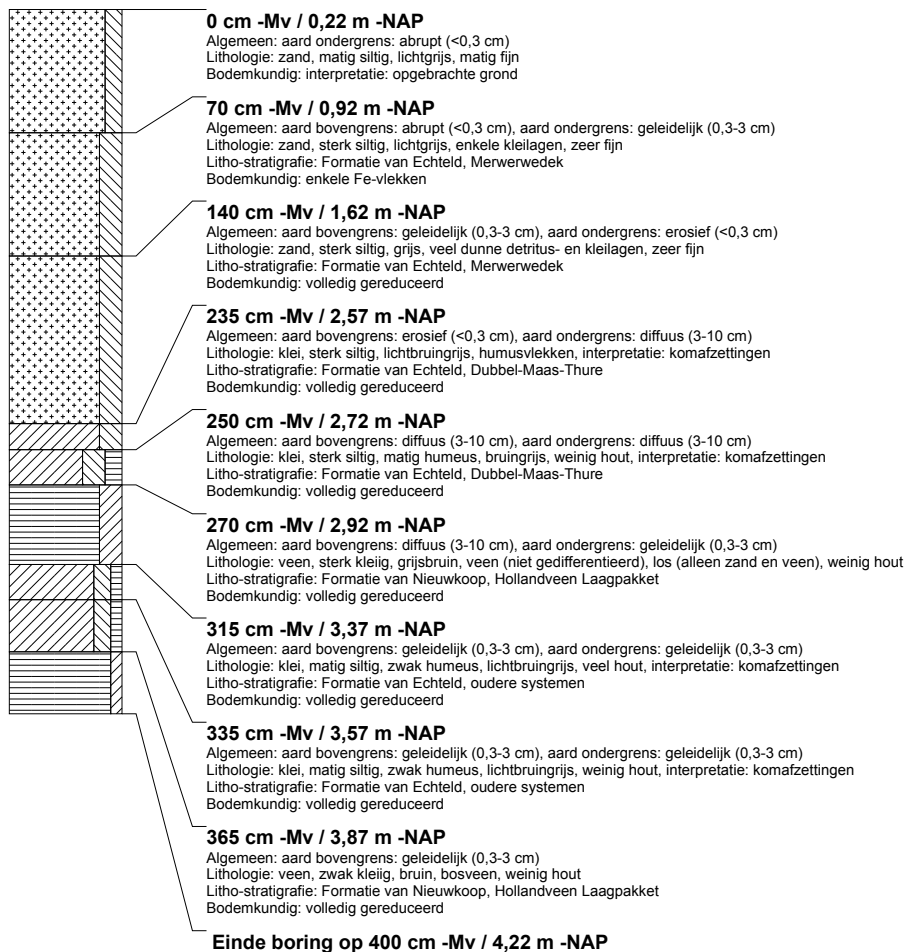 0 cm -Mv / 0,22 m -NAP
Algemeen: aard ondergrens: abrupt (<0,3 cm)
Lithologie: zand, matig siltig, lichtgrijs, matig fijn
Bodemkundig: interpretatie: opgebrachte grond
70 cm -Mv / 0,92 m -NAP
Algemeen: aard bovengrens: abrupt (<0,3 cm), aard ondergrens: geleidelijk (0,3-3 cm)
Lithologie: zand, sterk siltig, lichtgrijs, enkele kleilagen, zeer fijn
Litho-stratigrafie: Formatie van Echteld, Merwerwedek
Bodemkundig: enkele Fe-vlekken
140 cm -Mv / 1,62 m -NAP
Algemeen: aard bovengrens: geleidelijk (0,3-3 cm), aard ondergrens: erosief (<0,3 cm)
Lithologie: zand, sterk siltig, grijs, veel dunne detritus- en kleilagen, zeer fijn
Litho-stratigrafie: Formatie van Echteld, Merwerwedek
Bodemkundig: volledig gereduceerd
235 cm -Mv / 2,57 m -NAP
Algemeen: aard bovengrens: erosief (<0,3 cm), aard ondergrens: diffuus (3-10 cm)
Lithologie: klei, sterk siltig, lichtbruingrijs, humusvlekken, interpretatie: komafzettingen
Litho-stratigrafie: Formatie van Echteld, Dubbel-Maas-Thure
Bodemkundig: volledig gereduceerd
250 cm -Mv / 2,72 m -NAP
Algemeen: aard bovengrens: diffuus (3-10 cm), aard ondergrens: diffuus (3-10 cm)
Lithologie: klei, sterk siltig, matig humeus, bruingrijs, weinig hout, interpretatie: komafzettingen
Litho-stratigrafie: Formatie van Echteld, Dubbel-Maas-Thure
Bodemkundig: volledig gereduceerd
270 cm -Mv / 2,92 m -NAP
Algemeen: aard bovengrens: diffuus (3-10 cm), aard ondergrens: geleidelijk (0,3-3 cm)
Lithologie: veen, sterk kleiig, grijsbruin, veen (niet gedifferentieerd), los (alleen zand en veen), weinig hout
Litho-stratigrafie: Formatie van Nieuwkoop, Hollandveen Laagpakket
Bodemkundig: volledig gereduceerd
315 cm -Mv / 3,37 m -NAP
Algemeen: aard bovengrens: geleidelijk (0,3-3 cm), aard ondergrens: geleidelijk (0,3-3 cm)
Lithologie: klei, matig siltig, zwak humeus, lichtbruingrijs, veel hout, interpretatie: komafzettingen
Litho-stratigrafie: Formatie van Echteld, oudere systemen
Bodemkundig: volledig gereduceerd
335 cm -Mv / 3,57 m -NAP
Algemeen: aard bovengrens: geleidelijk (0,3-3 cm), aard ondergrens: geleidelijk (0,3-3 cm)
Lithologie: klei, matig siltig, zwak humeus, lichtbruingrijs, weinig hout, interpretatie: komafzettingen
Litho-stratigrafie: Formatie van Echteld, oudere systemen
Bodemkundig: volledig gereduceerd
365 cm -Mv / 3,87 m -NAP
Algemeen: aard bovengrens: geleidelijk (0,3-3 cm)
Lithologie: veen, zwak kleiig, bruin, bosveen, weinig hout
Litho-stratigrafie: Formatie van Nieuwkoop, Hollandveen Laagpakket
Bodemkundig: volledig gereduceerd
Einde boring op 400 cm -Mv / 4,22 m -NAP